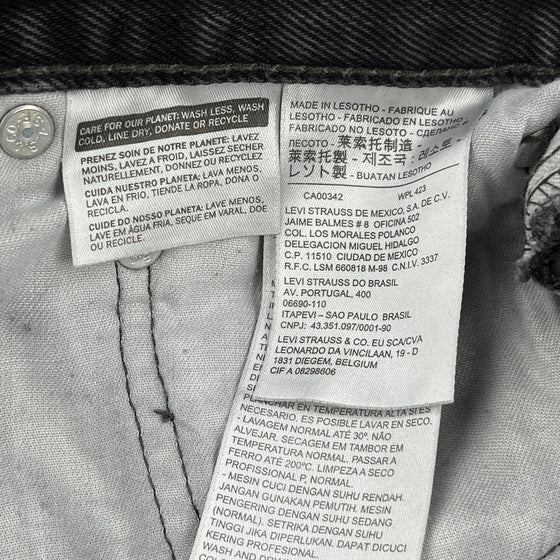 CARE FOR OUR PLANET: WASH LESS, WASH
COLD, LINE DRY, DONATE OR RECYCLE
PRENEZ SOIN DE NOTRE PLANETE: LAVEZ
MOINS, LAVEZ A FROID, LAISSEZ SECHER
NATURELLEMENT, DONNEZ OU RECYCLEZ
CUIDA NUESTRO PLANETA: LAVA MENOS,
LAVA EN FRIO, TIENDE LA ROPA, DONA O
RECICLA.
CUIDE DO NOSSO PLANETA: LAVE MENOS,
LAVE EM ÁGUA FRIA, SEQUE EM VARAL, DOE
OU RECICLE.
MADE IN LESOTHO - FABRIQUE AU
LESOTHO - FABRICADO EN LESOTHO
FABRICADO NO LESOTO - СДЕЛАНО
ЛЕСОТО - 莱索托制造
萊索托製 - 제조국: 레소토
レソト製 - BUATAN LESOTHO
CA00342 WPL 423
LEVI STRAUSS DE MEXICO, S.A. DE C.V.
JAIME BALMES # 8 OFICINA 502
COL. LOS MORALES POLANCO
DELEGACION MIGUEL HIDALGO
C.P. 11510 CIUDAD DE MEXICO
R.F.C. LSM 660818 M-98 C.N.I.V. 3337
LEVI STRAUSS DO BRASIL
AV. PORTUGAL, 400
06690-110
ITAPEVI - SAO PAULO BRASIL
CNPJ: 43.351.097/0001-90
LEVI STRAUSS & CO. EU SCA/CVA
LEONARDO DA VINCILAAN, 19 - D
1831 DIEGEM, BELGIUM
CIF A 08298606
PLANCHAR EN TEMPERATURA ALTA SI ES
NECESARIO. ES POSIBLE LAVAR EN SECO.
- LAVAGEM NORMAL ATÉ 30º. NÃO
ALVEJAR. SECAGEM EM TAMBOR EM
TEMPERATURA NORMAL. PASSAR A
FERRO ATÉ 200ºC. LIMPEZA A SECO
PROFISSIONAL P, NORMAL
- MESIN CUCI DENGAN SUHU RENDAH.
JANGAN GUNAKAN PEMUTIH. MESIN
PENGERING DENGAN SUHU SEDANG
(NORMAL). SETRIKA DENGAN SUHU
TINGGI JIKA DIPERLUKAN. DAPAT DICUCI
KERING PROFESIONAL.